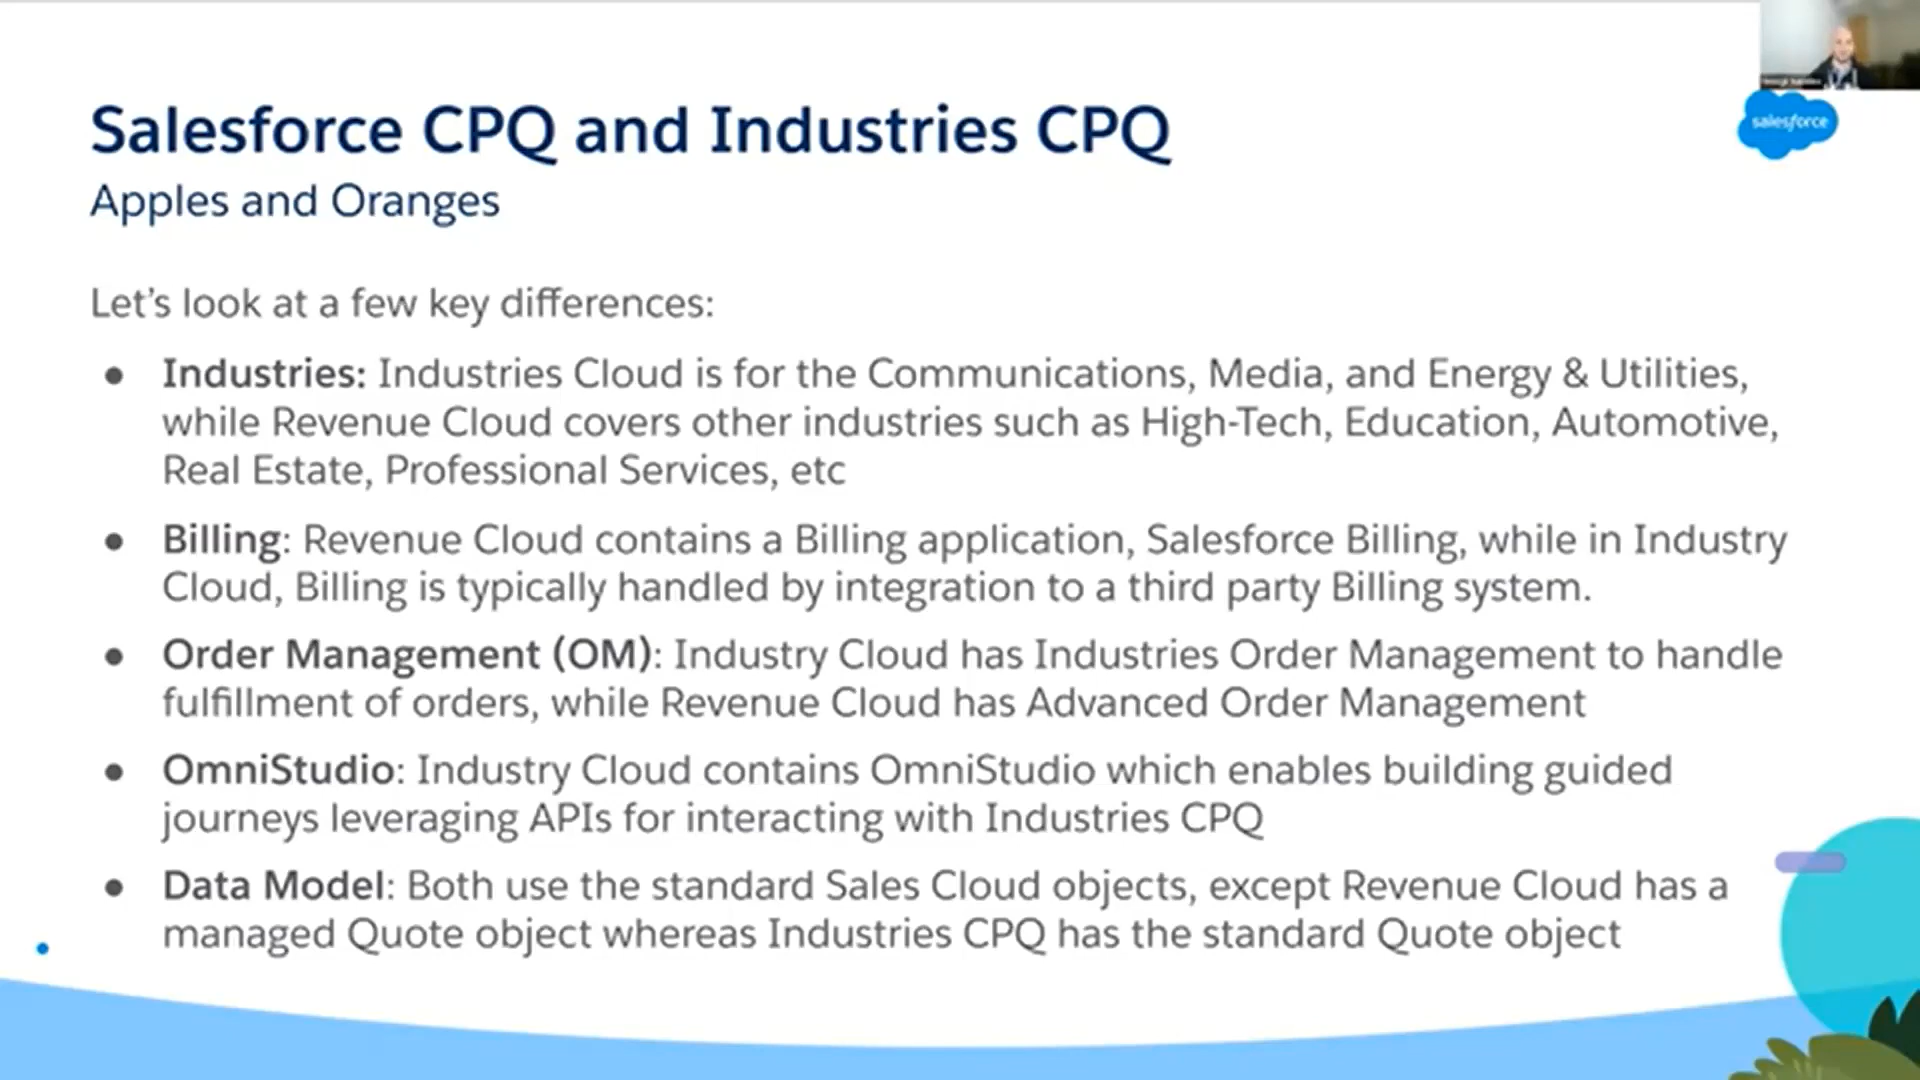 Salesforce CPQ and Industries CPQ
salesforce
Apples and Oranges
Let's look at a few key differences:
● Industries: Industries Cloud is for the Communications, Media, and Energy & Utilities,
while Revenue Cloud covers other industries such as High-Tech, Education, Automotive,
Real Estate, Professional Services, etc
● Billing: Revenue Cloud contains a Billing application, Salesforce Billing, while in Industry
Cloud, Billing is typically handled by integration to a third party Billing system.
● Order Management (OM): Industry Cloud has Industries Order Management to handle
fulfillment of orders, while Revenue Cloud has Advanced Order Management
● OmniStudio: Industry Cloud contains OmniStudio which enables building guided
journeys leveraging APIs for interacting with Industries CPQ
● Data Model: Both use the standard Sales Cloud objects, except Revenue Cloud has a
managed Quote object whereas Industries CPQ has the standard Quote object